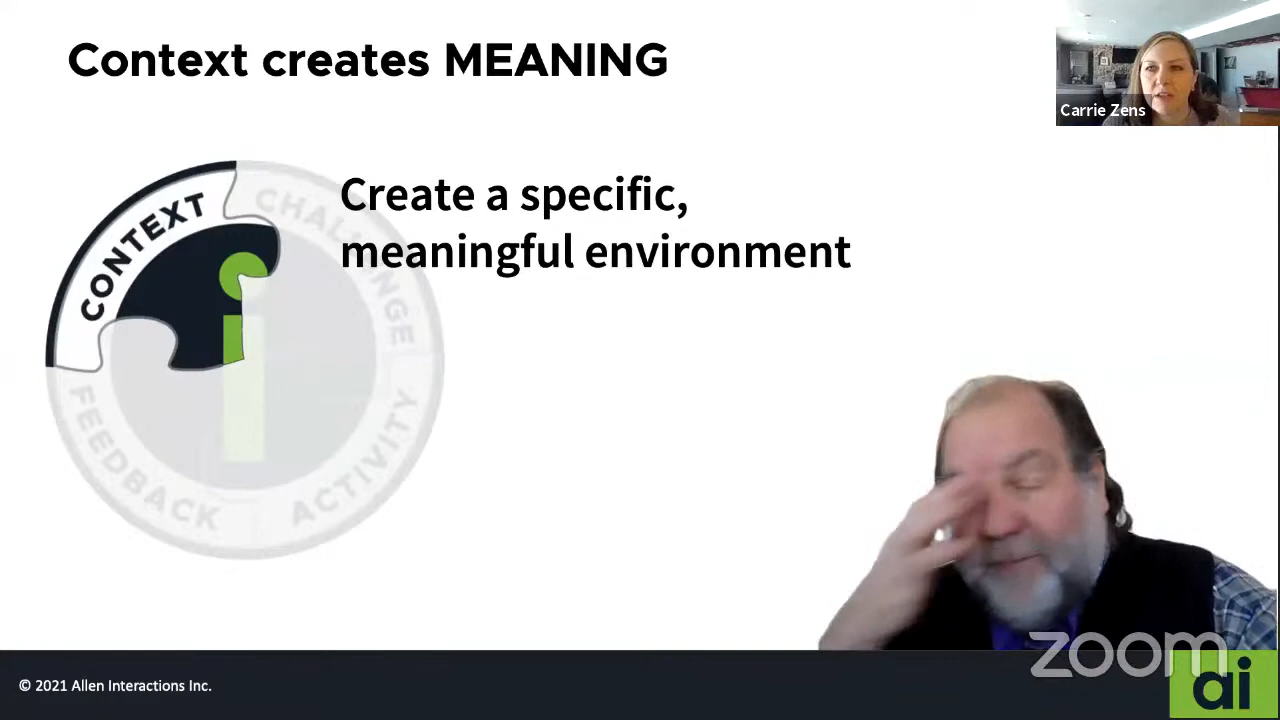 Context creates MEANING
Carrie Zens
Create a specific,
meaningful environment
CONTEXT
CHALLENGE
FEEDBACK
ACTIVITY
i
zoom
© 2021 Allen Interactions Inc.
ai